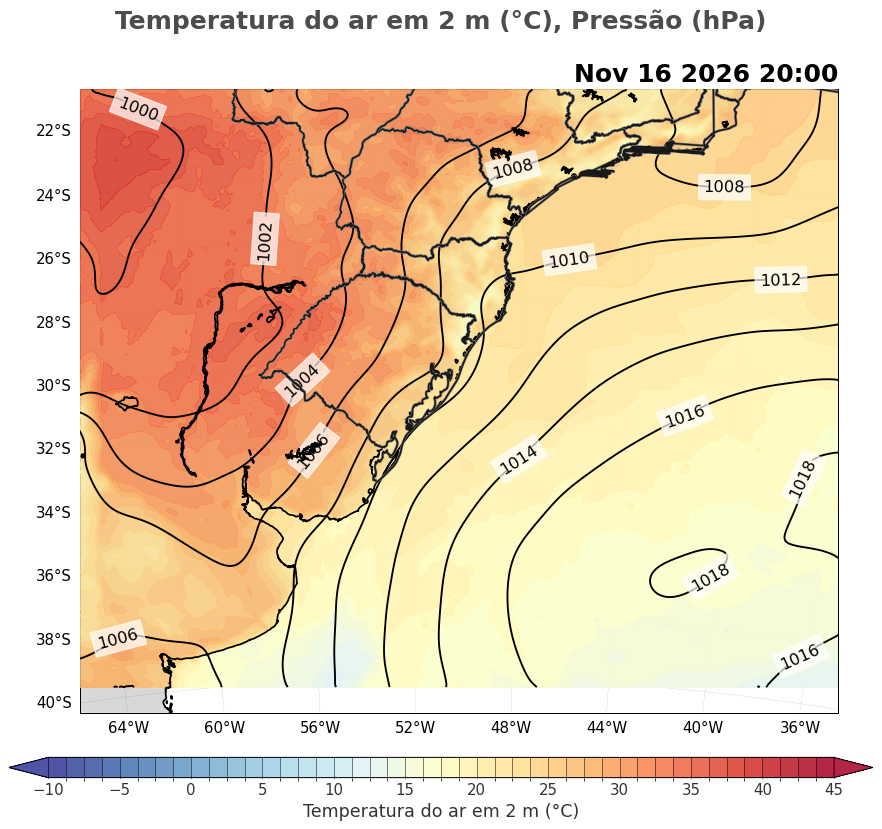 Temperatura do ar em 2 m (°C), Pressão (hPa)
Nov 16 2026 20:00
1000
1008
1008
1002
1010
1012
1004
1016
1006
1014
1018
1018
1006
1016
22°S
24°S
26°S
28°S
30°S
32°S
34°S
36°S
38°S
40°S
64°W 60°W 56°W 52°W 48°W 44°W 40°W 36°W
−10 −5 0 5 10 15 20 25 30 35 40 45
Temperatura do ar em 2 m (°C)